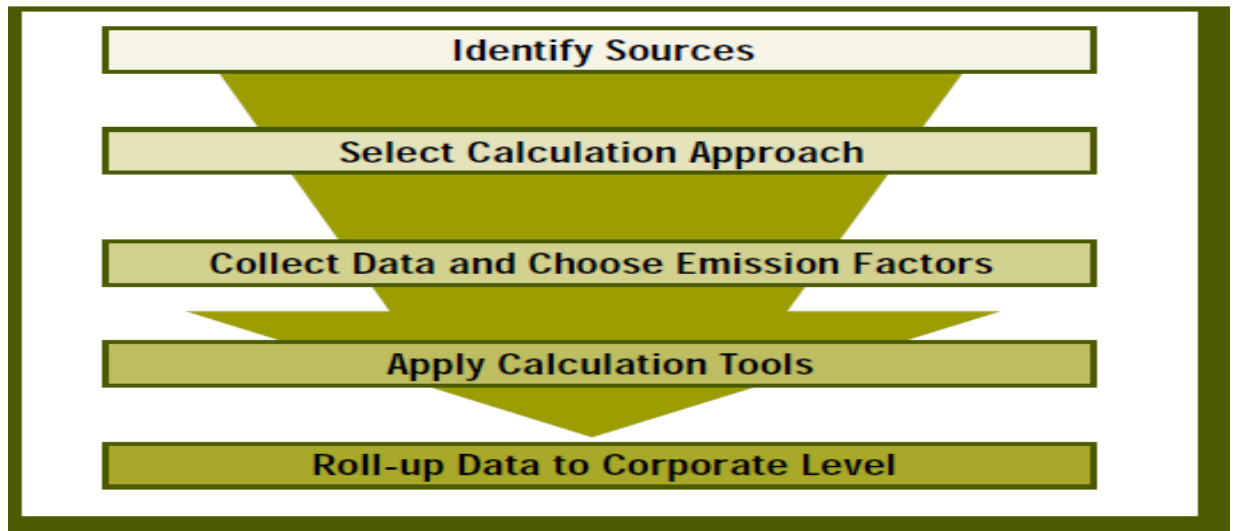 Identify Sources
Select Calculation Approach
Collect Data and Choose Emission Factors
Apply Calculation Tools
Roll-up Data to Corporate Level